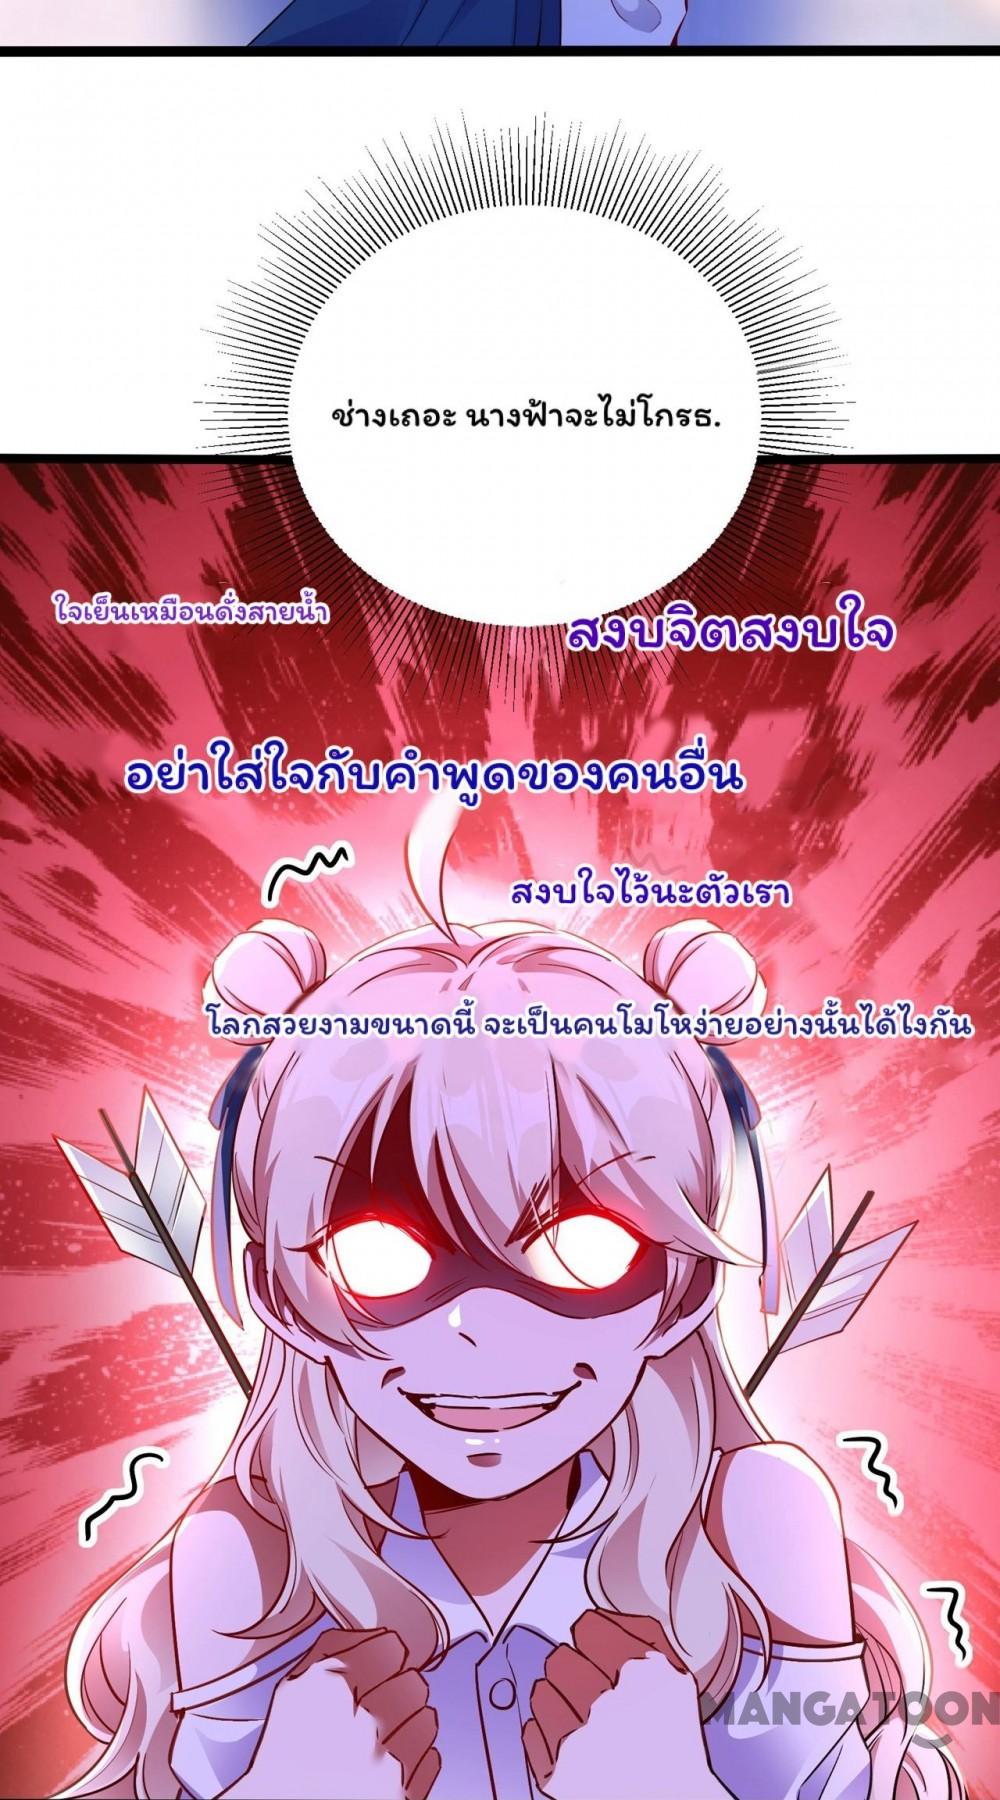 ช่างเถอะ นางฟ้าจะไม่โกรธ.
ใจเย็นเหมือนดั่งสายน้ำ
สงบจิตสงบใจ
อย่าใส่ใจกับคำพูดของคนอื่น
สงบใจไว้นะตัวเรา
โลกสวยงามขนาดนี้ จะเป็นคนโมโหง่ายอย่างนั้นได้ไงกัน
MANGATOON